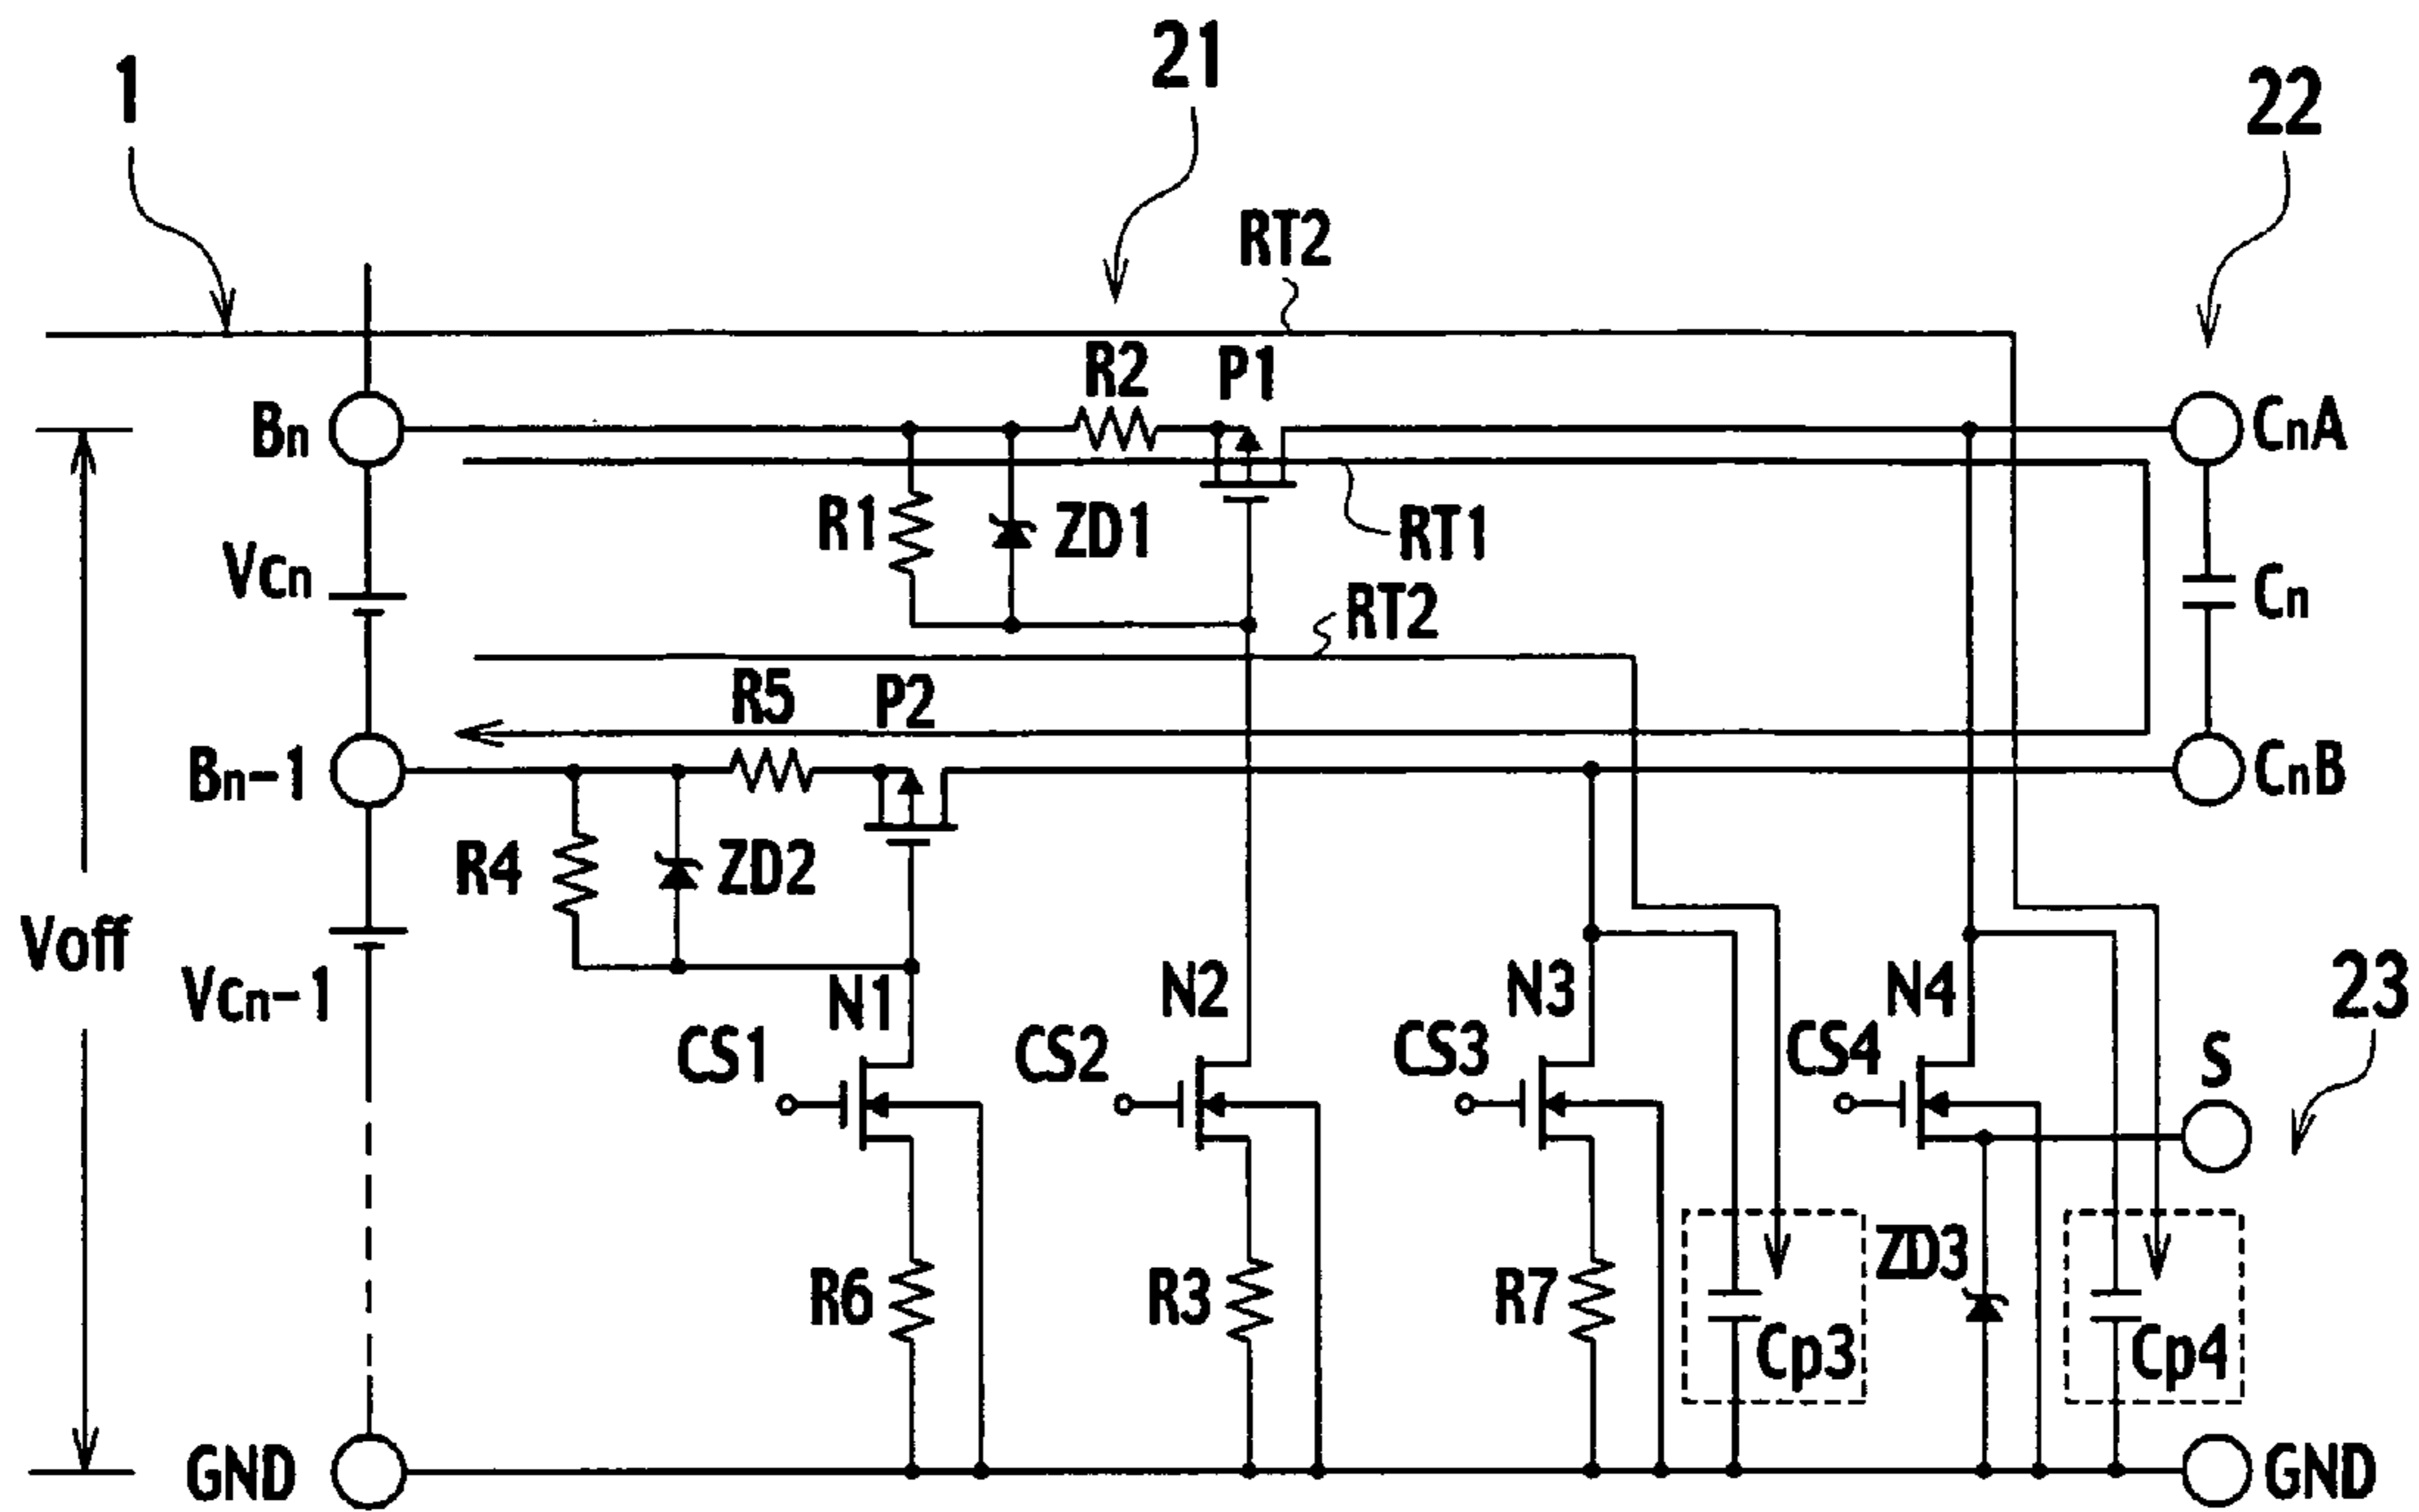 1
21
22
RT2
R2
P1
Bn
CnA
R1
ZD1
RT1
VCn
Cn
RT2
R5
P2
Bn-1
CnB
R4
ZD2
Voff
VCn-1
N1
N2
N3
N4
23
CS1
CS2
CS3
CS4
S
R6
R3
R7
ZD3
Cp3
Cp4
GND
GND